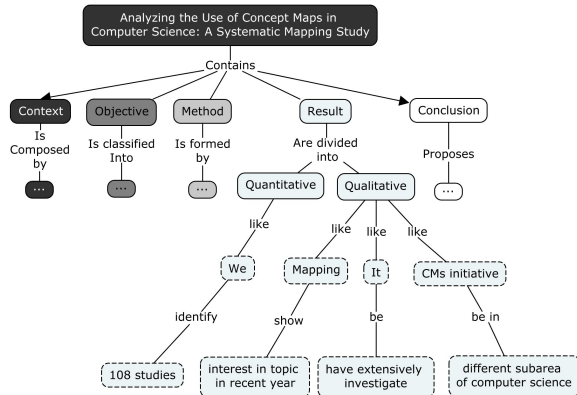 Analyzing the Use of Concept Maps in
Computer Science: A Systematic Mapping Study
Contains
Context
Objective
Method
Result
Conclusion
Is
Composed
by
Is classified
Into
Is formed
by
Are divided
into
Proposes
...
...
...
...
Quantitative
Qualitative
like
like
like
like
We
Mapping
It
CMs initiative
identify
show
be
be in
108 studies
interest in topic
in recent year
have extensively
investigate
different subarea
of computer science